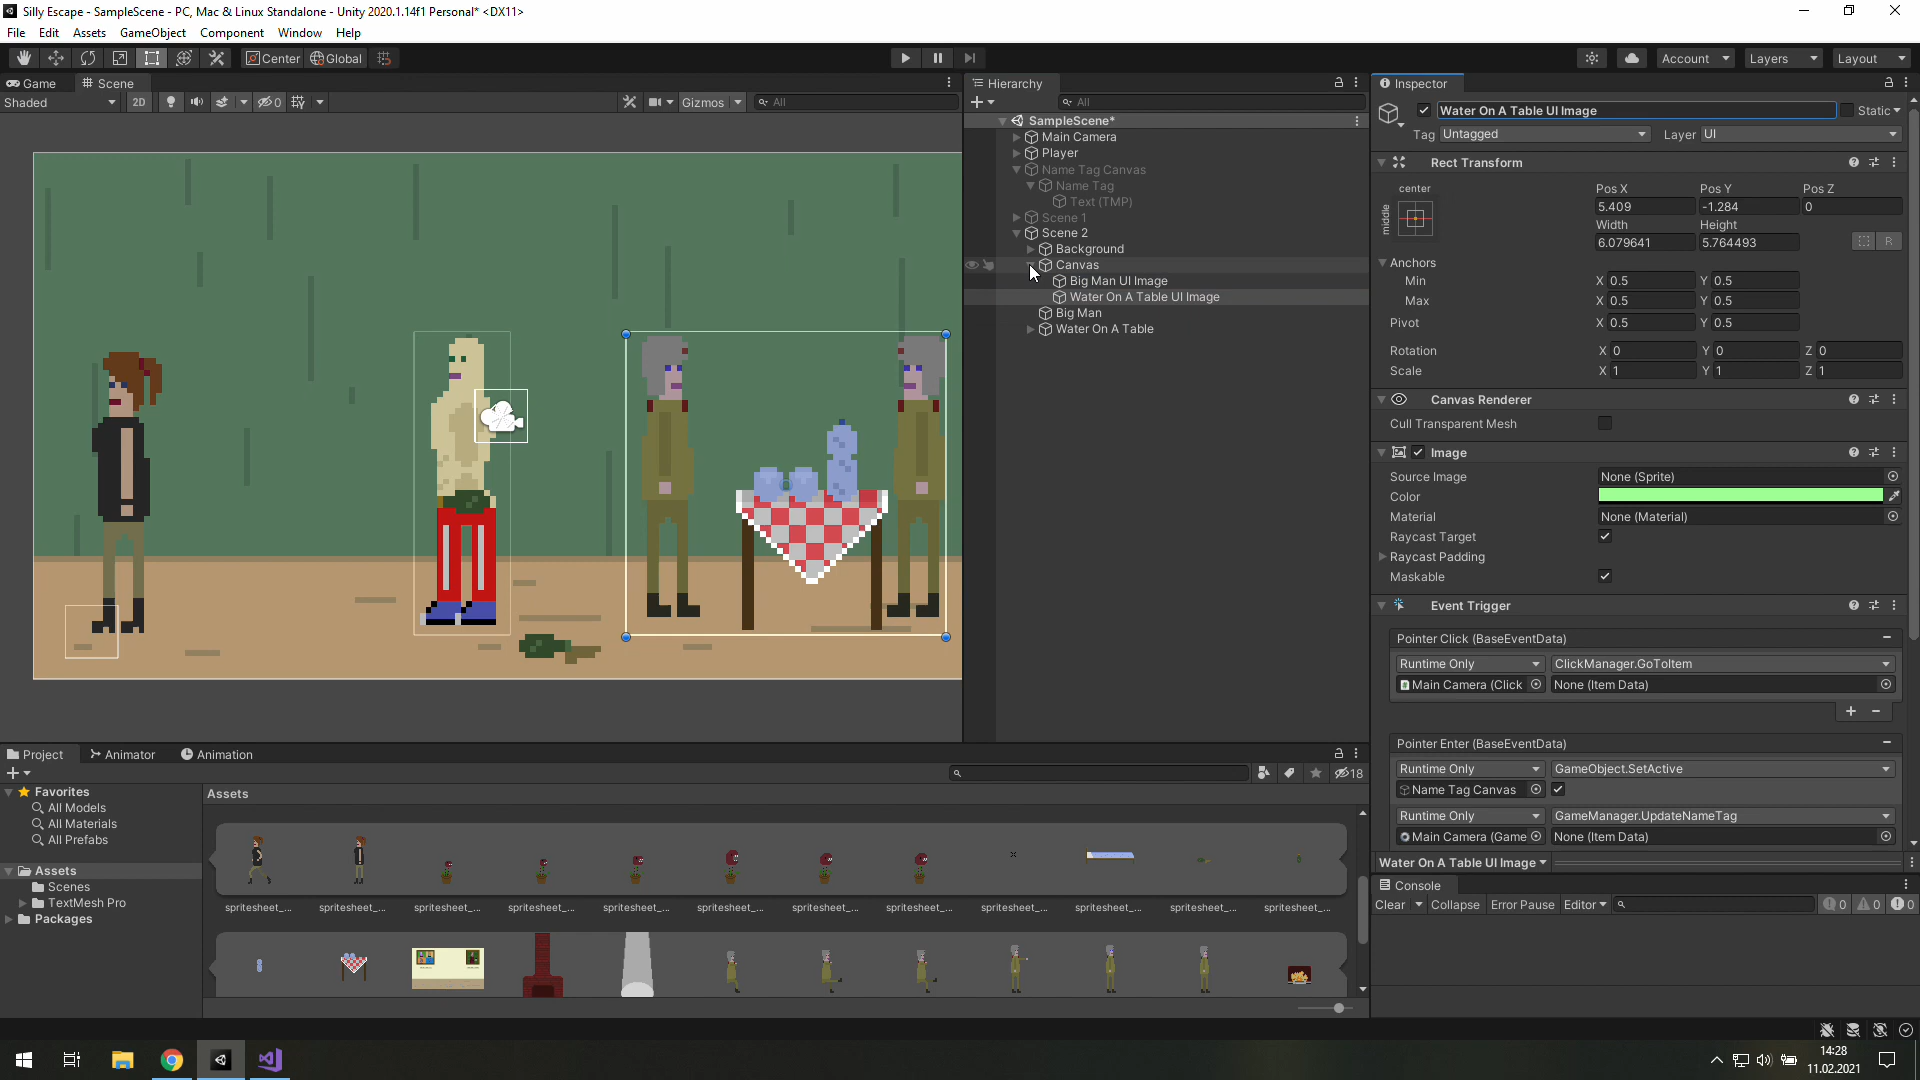 Silly Escape - SampleScene - PC, Mac & Linux Standalone - Unity 2020.1.14f1 Personal* <DX11>
File Edit Assets GameObject Component Window Help
Center Global
Account Layers Layout
Game Scene
Shaded 2D 0 Gizmos All
Hierarchy
All
SampleScene*
Main Camera
Player
Name Tag Canvas
Name Tag
Text (TMP)
Scene 1
Scene 2
Background
Canvas
Big Man UI Image
Water On A Table UI Image
Big Man
Water On A Table
Inspector
Water On A Table UI Image Static
Tag Untagged Layer UI
Rect Transform
center
middle
Pos X Pos Y Pos Z
5.409 -1.284 0
Width Height
6.079641 5.764493 R
Anchors
Min X 0.5 Y 0.5
Max X 0.5 Y 0.5
Pivot X 0.5 Y 0.5
Rotation X 0 Y 0 Z 0
Scale X 1 Y 1 Z 1
Canvas Renderer
Cull Transparent Mesh
Image
Source Image None (Sprite)
Color
Material None (Material)
Raycast Target
Raycast Padding
Maskable
Event Trigger
Pointer Click (BaseEventData)
Runtime Only ClickManager.GoToItem
Main Camera (Click None (Item Data)
Pointer Enter (BaseEventData)
Runtime Only GameObject.SetActive
Name Tag Canvas
Runtime Only GameManager.UpdateNameTag
Main Camera (Game None (Item Data)
Water On A Table UI Image
Console
Clear Collapse Error Pause Editor 0 0 0
Project Animator Animation
18
Favorites
All Models
All Materials
All Prefabs
Assets
Scenes
TextMesh Pro
Packages
Assets
spritesheet_... spritesheet_... spritesheet_... spritesheet_... spritesheet_... spritesheet_... spritesheet_... spritesheet_... spritesheet_... spritesheet_... spritesheet_... spritesheet_...
14:28
11.02.2021